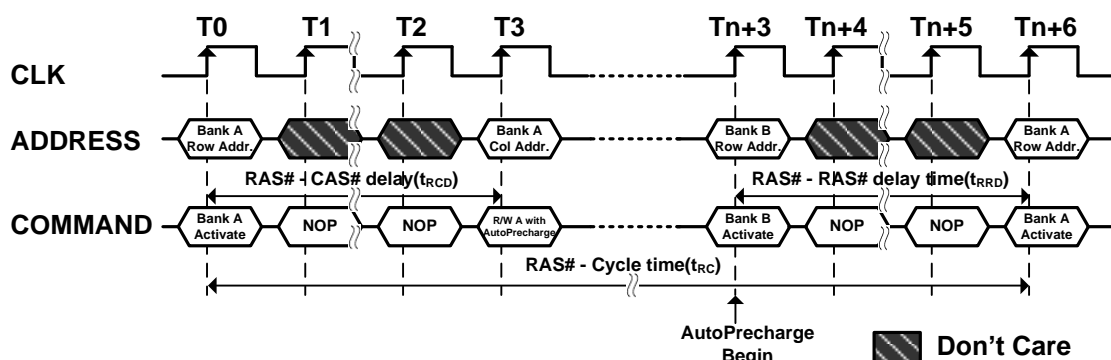 T0 T1 T2 T3 Tn+3 Tn+4 Tn+5 Tn+6
CLK
ADDRESS
Bank A
Row Addr.
Bank A
Col Addr.
Bank B
Row Addr.
Bank A
Row Addr.
RAS# - CAS# delay(tRCD)
RAS# - RAS# delay time(tRRD)
COMMAND
Bank A
Activate
NOP
NOP
R/W A with
AutoPrecharge
Bank B
Activate
NOP
NOP
Bank A
Activate
RAS# - Cycle time(tRC)
AutoPrecharge
Begin
Don't Care